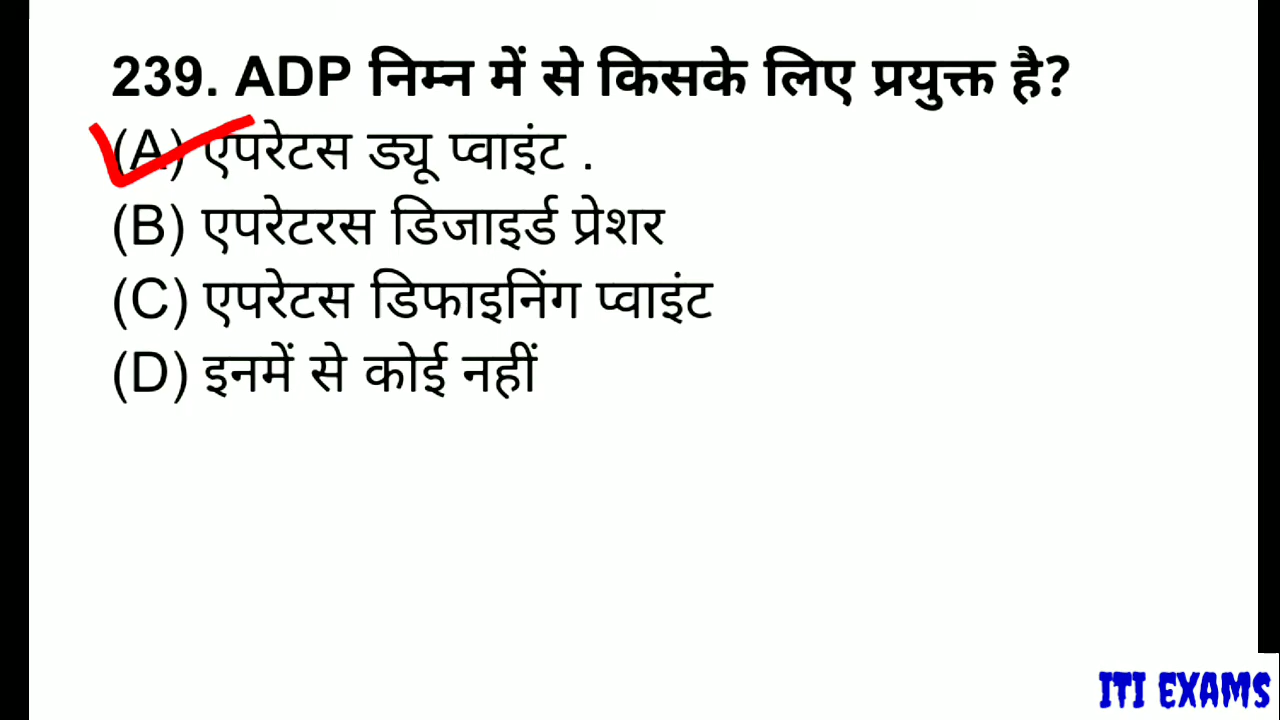 239. ADP निम्न में से किसके लिए प्रयुक्त है?
(A) एपरेटस ड्यू प्वाइंट .
(B) एपरेटरस डिजाइर्ड प्रेशर
(C) एपरेटस डिफाइनिंग प्वाइंट
(D) इनमें से कोई नहीं
ITI EXAMS